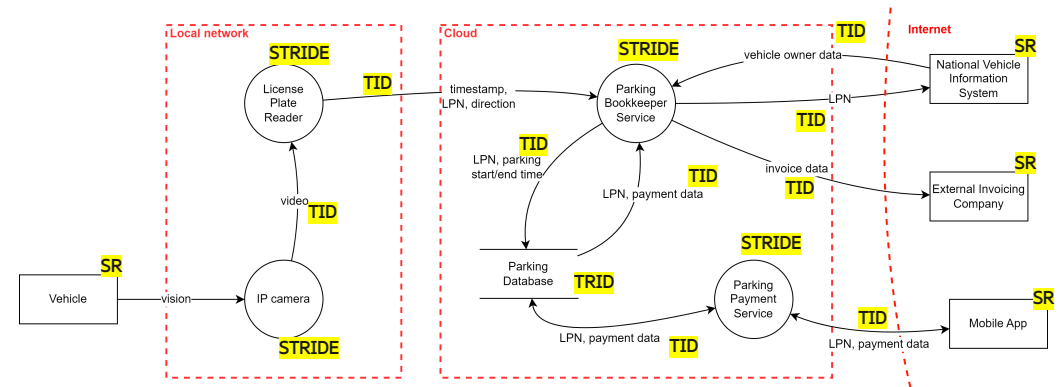 Local network
Cloud
Internet
STRIDE
License
Plate
Reader
TID
timestamp,
LPN, direction
STRIDE
Parking
Bookkeeper
Service
TID
vehicle owner data
SR
National Vehicle
Information
System
LPN
TID
TID
LPN, parking
start/end time
TID
LPN, payment data
invoice data
TID
SR
External Invoicing
Company
video
TID
SR
Vehicle
vision
IP camera
STRIDE
Parking
Database
TRID
STRIDE
Parking
Payment
Service
LPN, payment data
TID
TID
LPN, payment data
SR
Mobile App